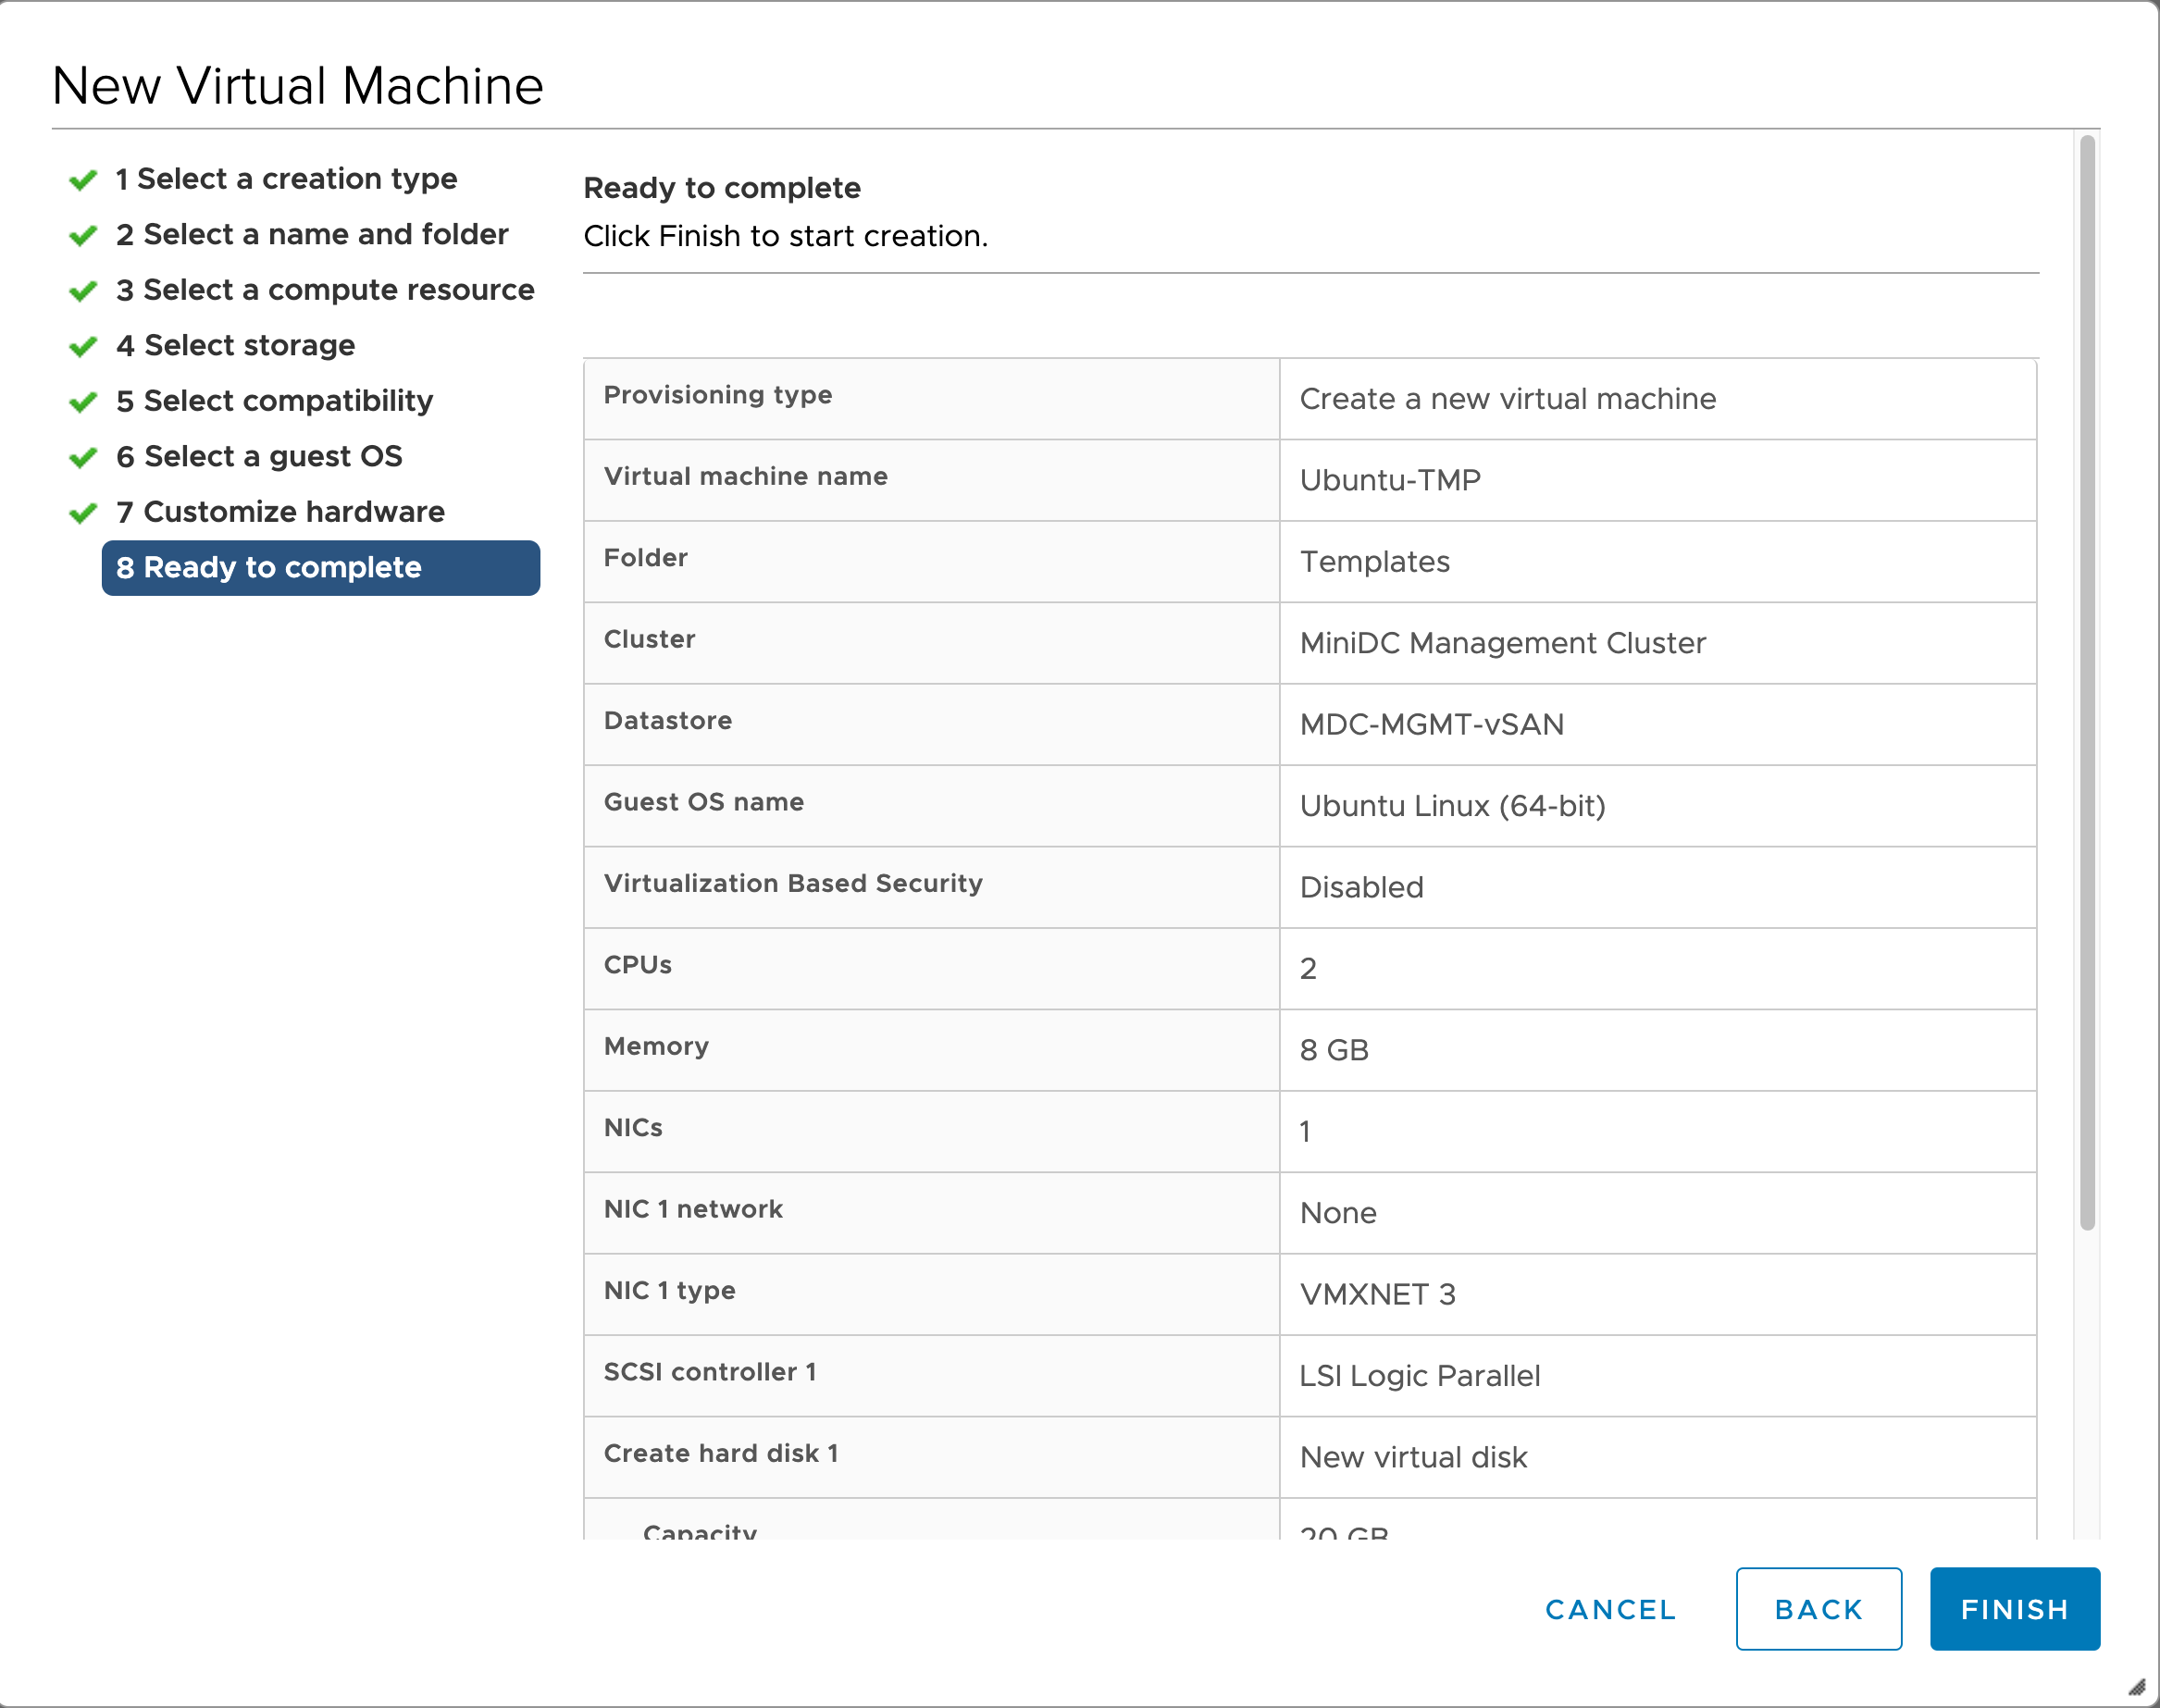 New Virtual Machine
1 Select a creation type
2 Select a name and folder
3 Select a compute resource
4 Select storage
5 Select compatibility
6 Select a guest OS
7 Customize hardware
8 Ready to complete
Ready to complete
Click Finish to start creation.
Provisioning type Create a new virtual machine
Virtual machine name Ubuntu-TMP
Folder Templates
Cluster MiniDC Management Cluster
Datastore MDC-MGMT-vSAN
Guest OS name Ubuntu Linux (64-bit)
Virtualization Based Security Disabled
CPUs 2
Memory 8 GB
NICs 1
NIC 1 network None
NIC 1 type VMXNET 3
SCSI controller 1 LSI Logic Parallel
Create hard disk 1 New virtual disk
Capacity 20 GB
CANCEL BACK FINISH